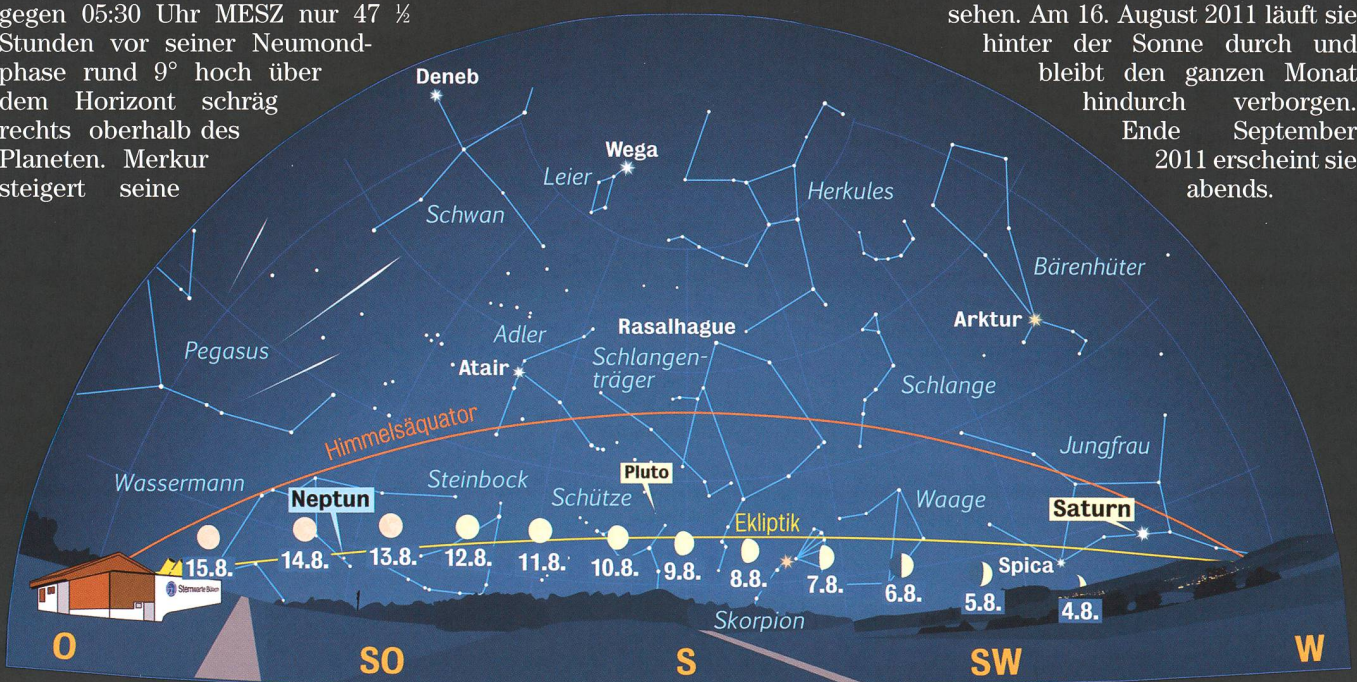 gegen 05:30 Uhr MESZ nur 47 ½
Stunden vor seiner Neumond-
phase rund 9° hoch über
dem Horizont schräg
rechts oberhalb des
Planeten. Merkur
steigert seine
sehen. Am 16. August 2011 läuft sie
hinter der Sonne durch und
bleibt den ganzen Monat
hindurch verborgen.
Ende September
2011 erscheint sie
abends.
Deneb
Wega
Leier
Herkules
Schwan
Bärenhüter
Arktur
Rasalhague
Adler
Pegasus
Schlangen-
träger
Atair
Schlange
Himmelsäquator
Jungfrau
Pluto
Wassermann
Steinbock
Neptun
Schütze
Waage
Saturn
Ekliptik
15.8.
14.8.
13.8.
12.8.
11.8.
10.8.
9.8.
8.8.
7.8.
6.8.
5.8.
4.8.
Spica
Sternwarte Bülach
Skorpion
O
SO
S
SW
W